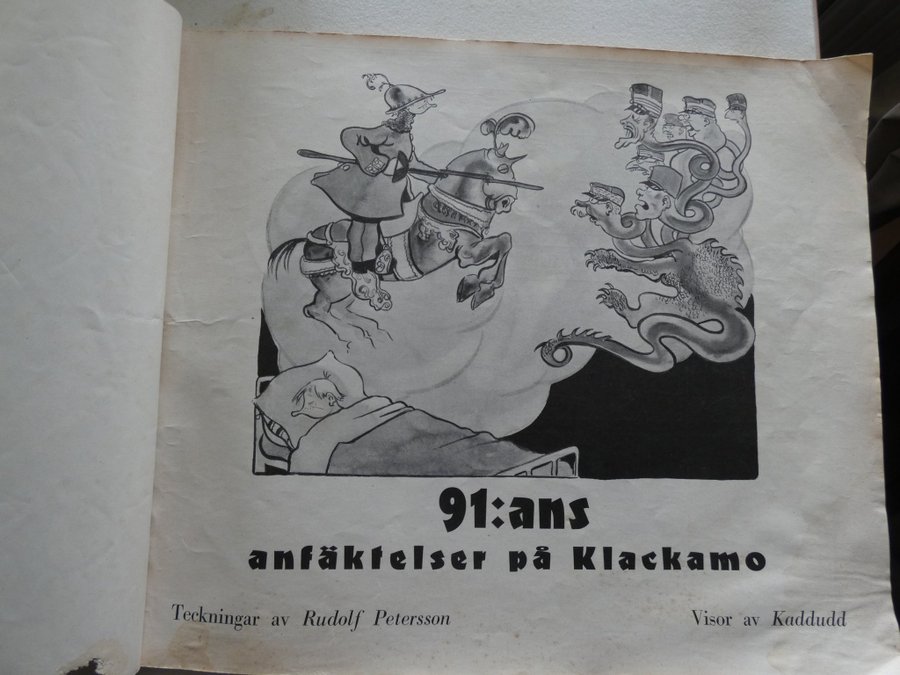 91:ans
anfäktelser på Klackamo
Teckningar av Rudolf Petersson
Visor av Kaddudd